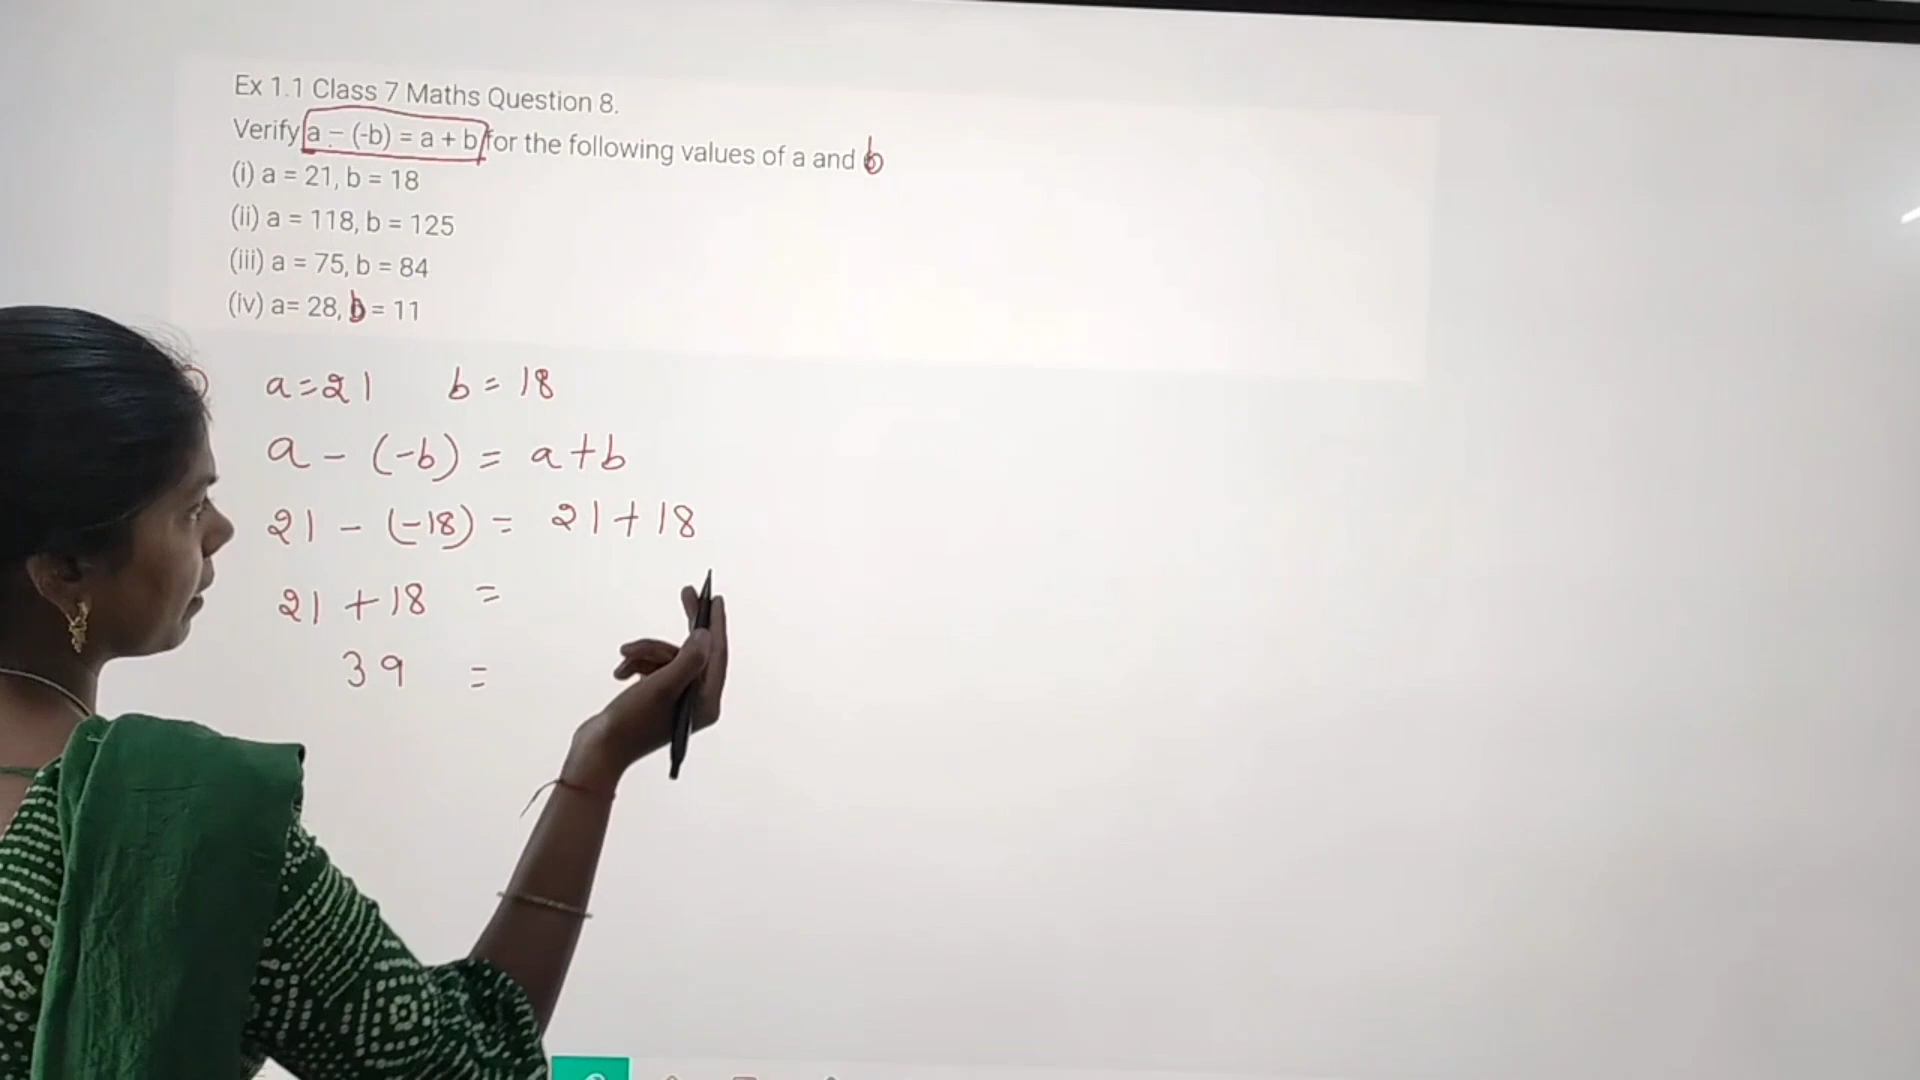 Ex 1.1 Class 7 Maths Question 8.
Verify a - (-b) = a + b for the following values of a and b
(i) a = 21, b = 18
(ii) a = 118, b = 125
(iii) a = 75, b = 84
(iv) a= 28, b = 11
a=21 b = 18
a - (-b) = a+b
21 - (-18) = 21+18
21 +18 =
39 =